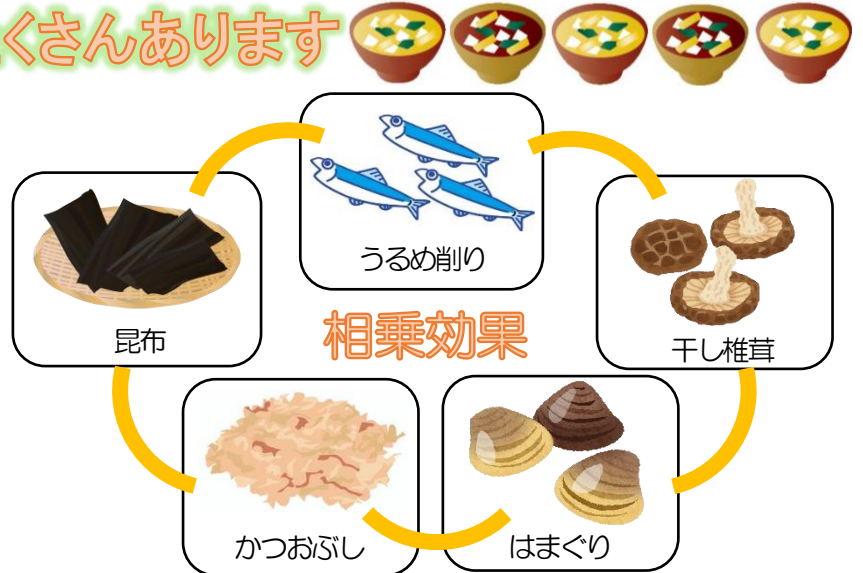 くさんあります
うるめ削り
昆布
相乗効果
干し椎茸
かつおぶし
はまぐり